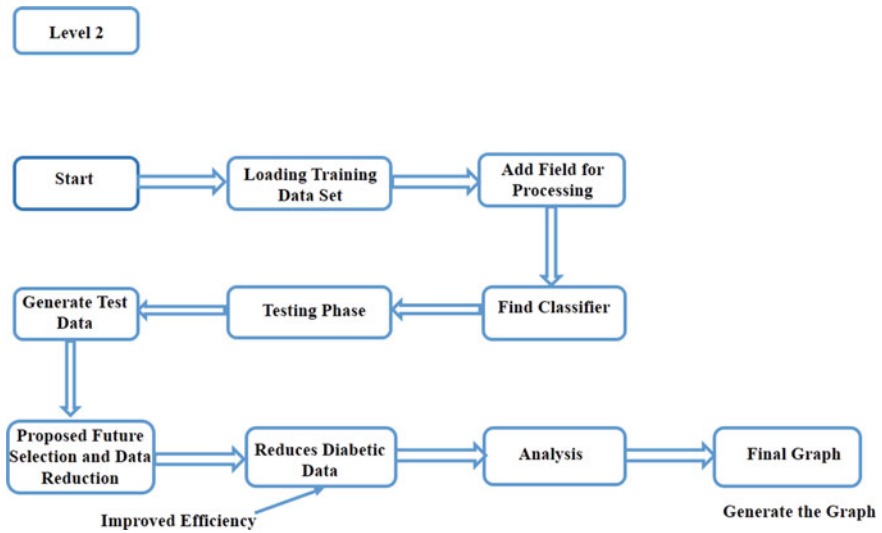 Level 2
Start
Loading Training
Data Set
Add Field for
Processing
Generate Test
Data
Testing Phase
Find Classifier
Proposed Future
Selection and Data
Reduction
Reduces Diabetic
Data
Analysis
Final Graph
Improved Efficiency
Generate the Graph